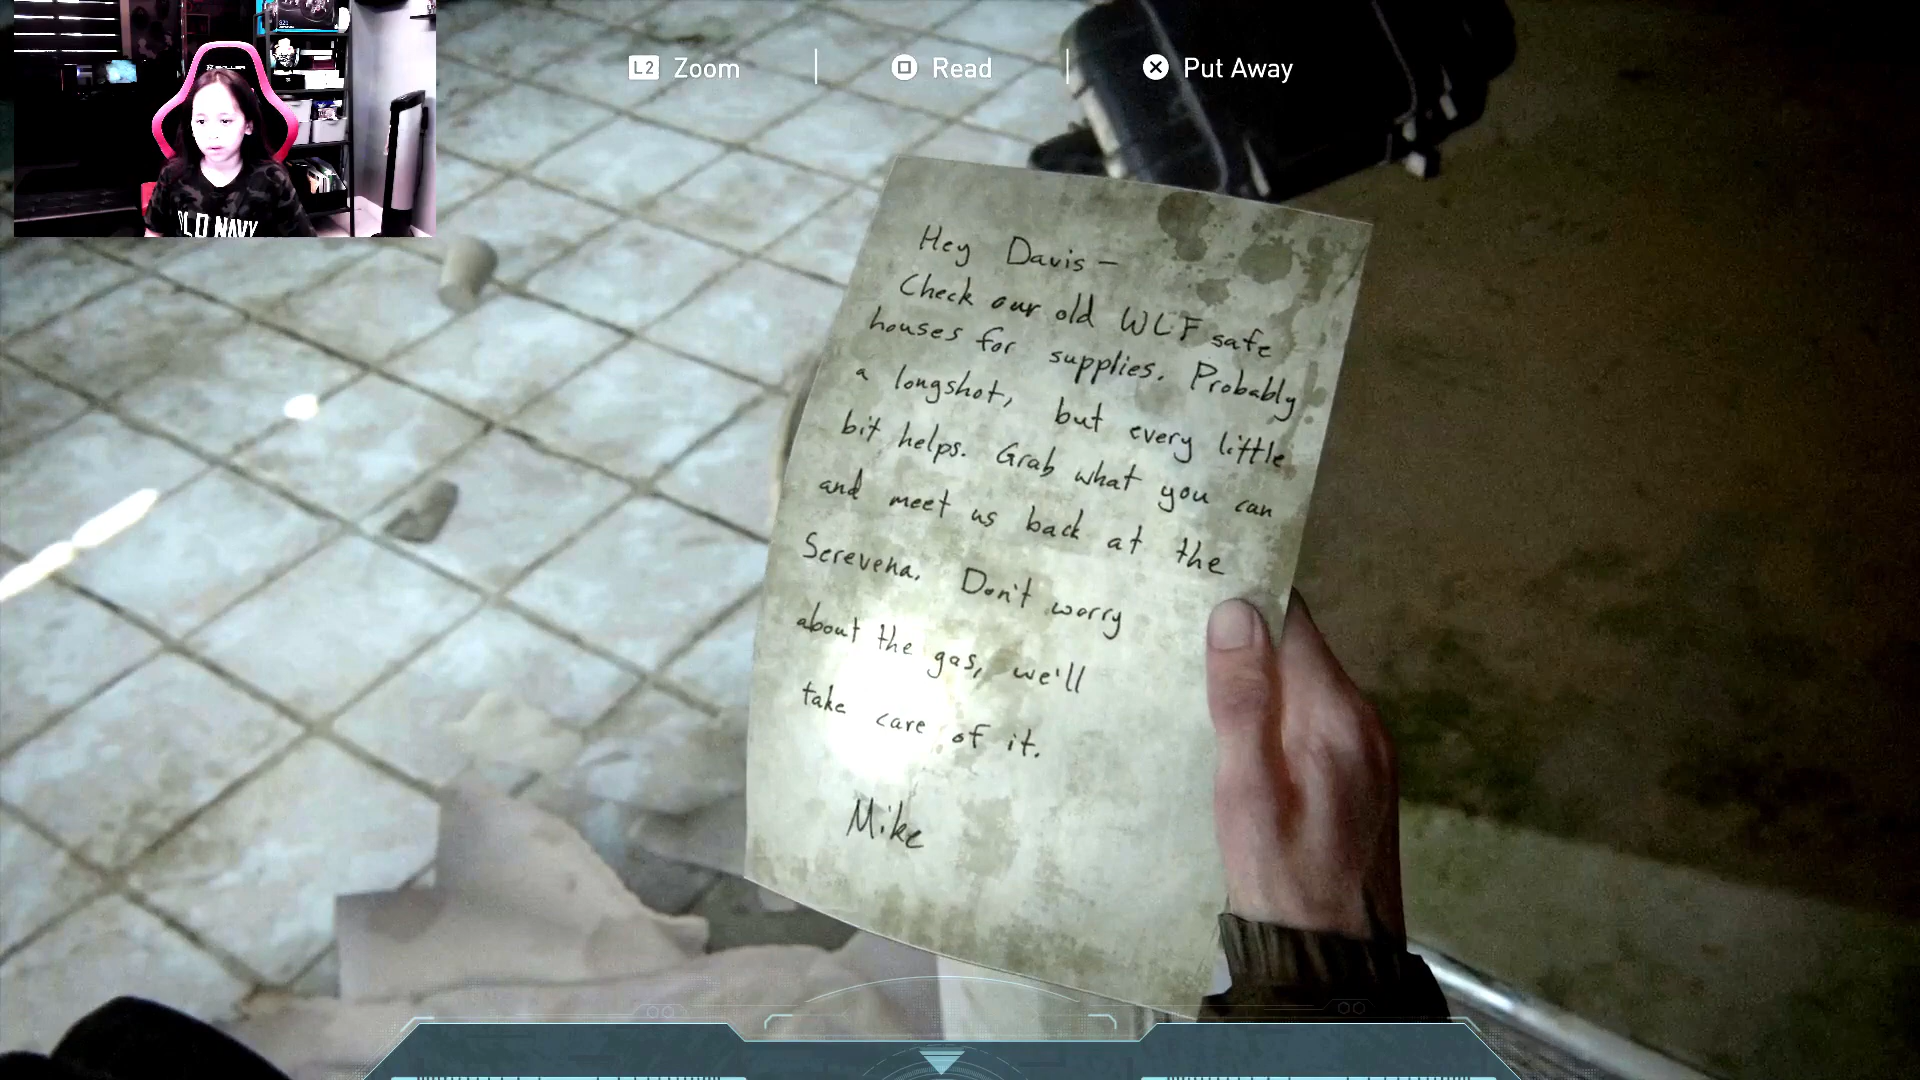 L2 Zoom
Read
Put Away
OLD NAVY
Hey Davis —
Check our old WLF safe
houses for supplies. Probably
a longshot, but every little
bit helps. Grab what you can
and meet us back at the
Serevena. Don't worry
about the gas, we'll
take care of it.
Mike